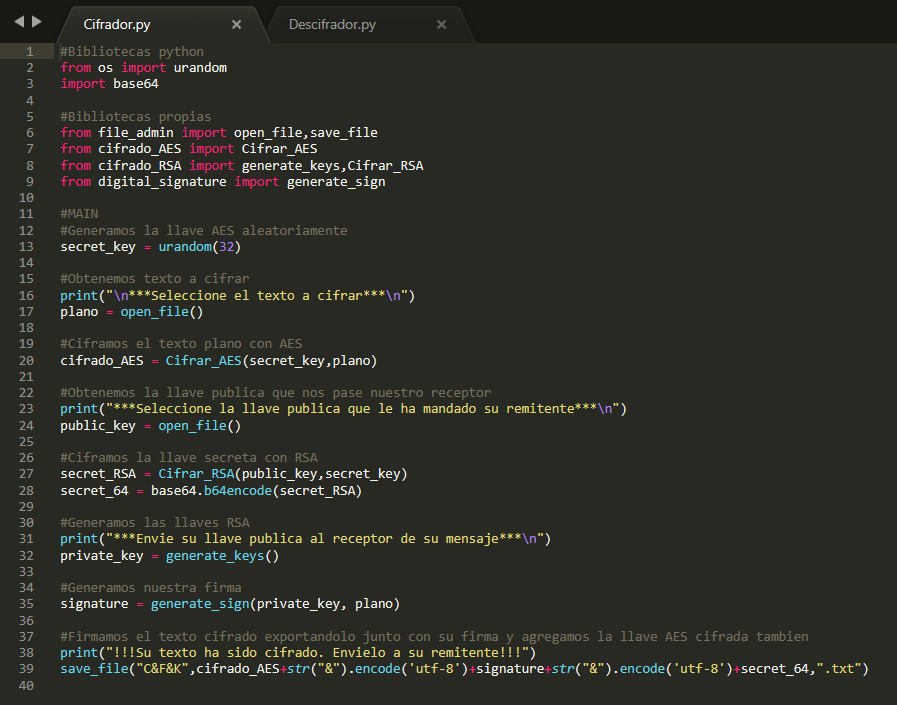 Cifrador.py × Descifrador.py ×
1 #Bibliotecas python
2 from os import urandom
3 import base64
4
5 #Bibliotecas propias
6 from file_admin import open_file,save_file
7 from cifrado_AES import Cifrar_AES
8 from cifrado_RSA import generate_keys,Cifrar_RSA
9 from digital_signature import generate_sign
10
11 #MAIN
12 #Generamos la llave AES aleatoriamente
13 secret_key = urandom(32)
14
15 #Obtenemos texto a cifrar
16 print("\n***Seleccione el texto a cifrar***\n")
17 plano = open_file()
18
19 #Ciframos el texto plano con AES
20 cifrado_AES = Cifrar_AES(secret_key,plano)
21
22 #Obtenemos la llave publica que nos pase nuestro receptor
23 print("***Seleccione la llave publica que le ha mandado su remitente***\n")
24 public_key = open_file()
25
26 #Ciframos la llave secreta con RSA
27 secret_RSA = Cifrar_RSA(public_key,secret_key)
28 secret_64 = base64.b64encode(secret_RSA)
29
30 #Generamos las llaves RSA
31 print("***Envie su llave publica al receptor de su mensaje***\n")
32 private_key = generate_keys()
33
34 #Generamos nuestra firma
35 signature = generate_sign(private_key, plano)
36
37 #Firmamos el texto cifrado exportandolo junto con su firma y agregamos la llave AES cifrada tambien
38 print("!!!Su texto ha sido cifrado. Envielo a su remitente!!!")
39 save_file("C&F&K",cifrado_AES+str("&").encode('utf-8')+signature+str("&").encode('utf-8')+secret_64,".txt")
40